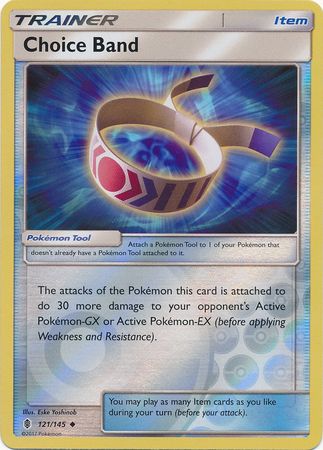 TRAINER Item
Choice Band
Pokémon Tool
Attach a Pokémon Tool to 1 of your Pokémon that
doesn't already have a Pokémon Tool attached to it.
The attacks of the Pokémon this card is attached to
do 30 more damage to your opponent's Active
Pokémon-GX or Active Pokémon-EX (before applying
Weakness and Resistance).
Illus. Eske Yoshinob
121/145
©2017 Pokémon
You may play as many Item cards as you like
during your turn (before your attack).